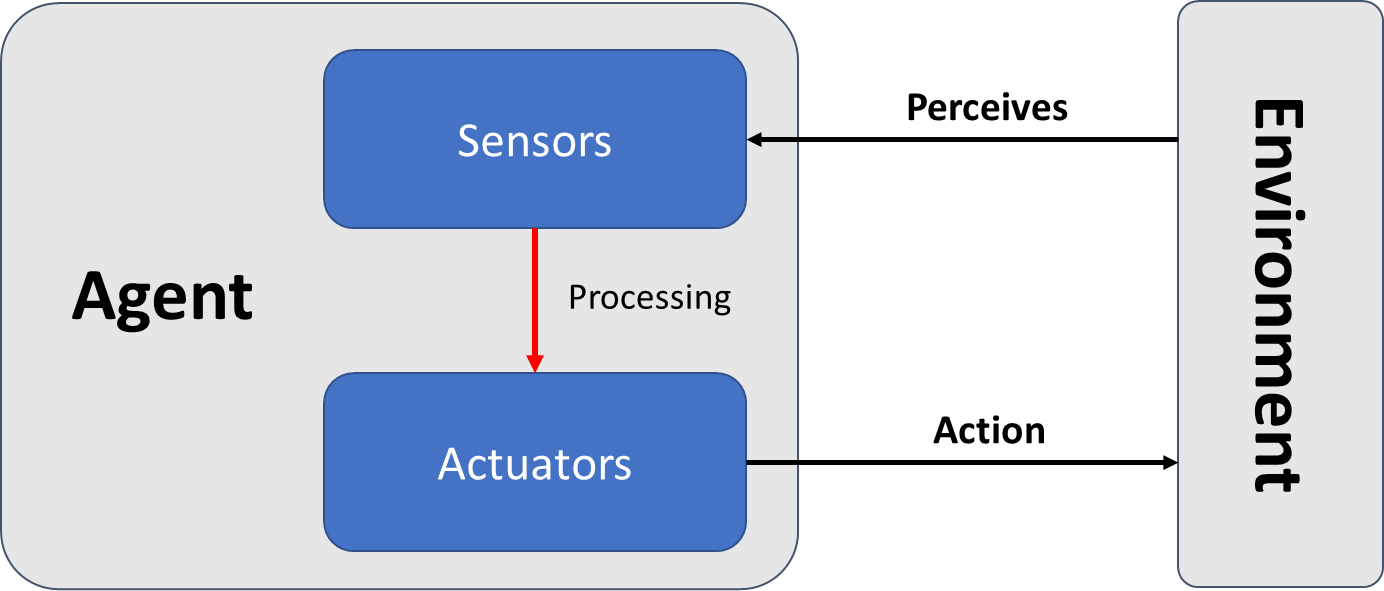 Sensors
Perceives
Environment
Agent
Processing
Actuators
Action